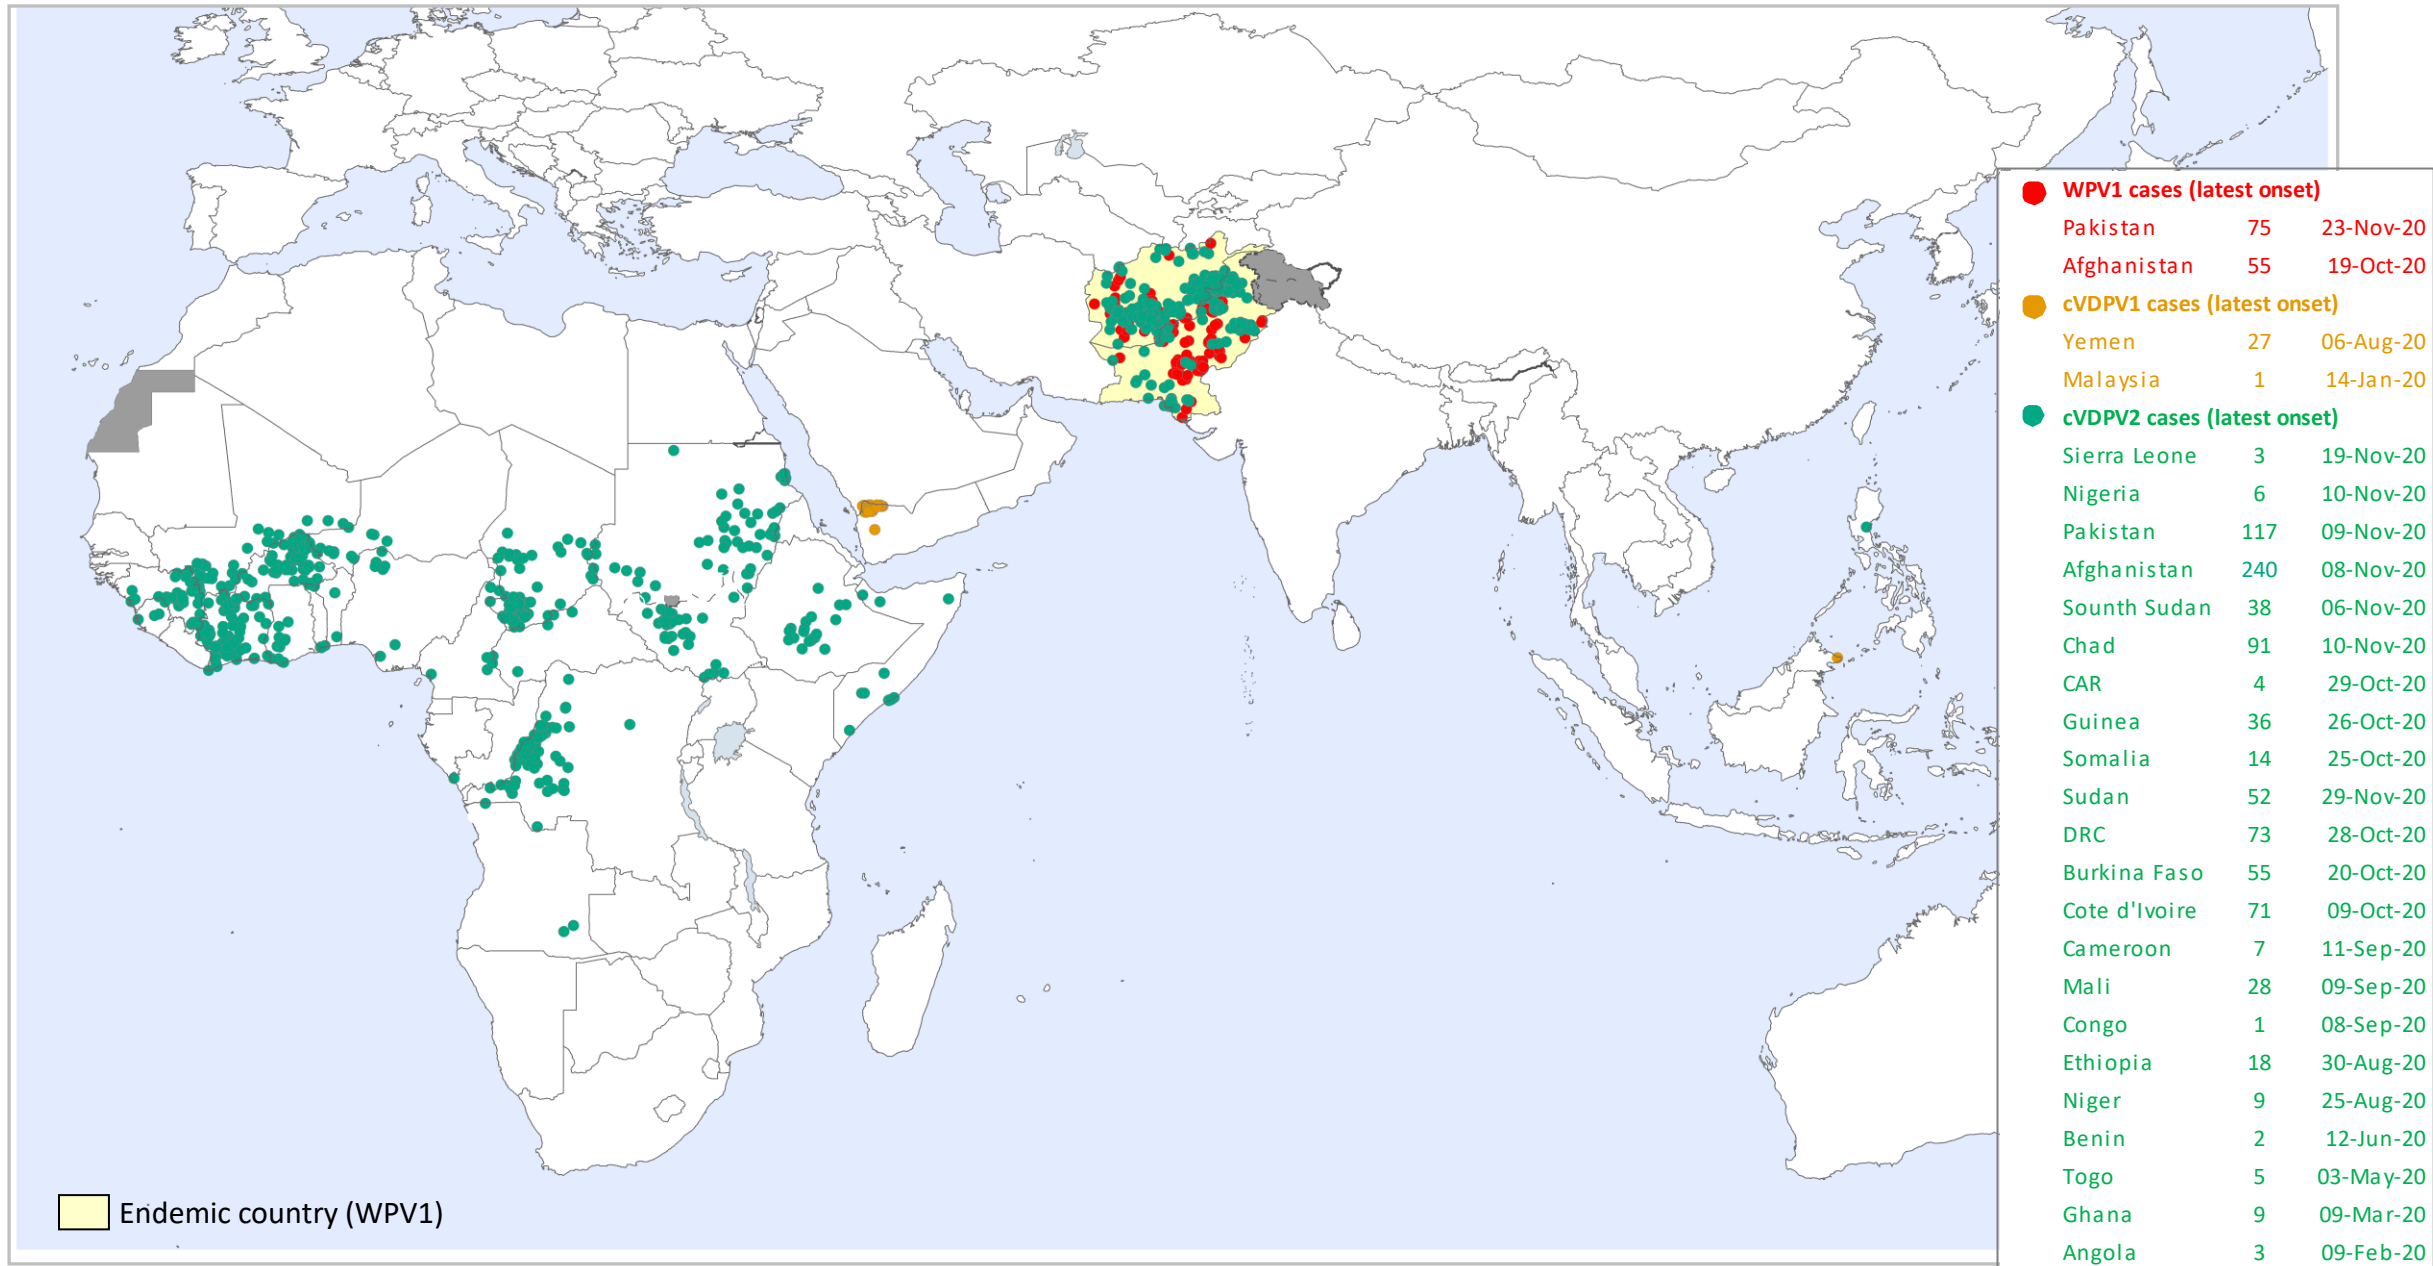 WPV1 cases (latest onset)
Pakistan 75 23-Nov-20
Afghanistan 55 19-Oct-20
cVDPV1 cases (latest onset)
Yemen 27 06-Aug-20
Malaysia 1 14-Jan-20
cVDPV2 cases (latest onset)
Sierra Leone 3 19-Nov-20
Nigeria 6 10-Nov-20
Pakistan 117 09-Nov-20
Afghanistan 240 08-Nov-20
Sounth Sudan 38 06-Nov-20
Chad 91 10-Nov-20
CAR 4 29-Oct-20
Guinea 36 26-Oct-20
Somalia 14 25-Oct-20
Sudan 52 29-Nov-20
DRC 73 28-Oct-20
Burkina Faso 55 20-Oct-20
Cote d'Ivoire 71 09-Oct-20
Cameroon 7 11-Sep-20
Mali 28 09-Sep-20
Congo 1 08-Sep-20
Ethiopia 18 30-Aug-20
Niger 9 25-Aug-20
Benin 2 12-Jun-20
Togo 5 03-May-20
Ghana 9 09-Mar-20
Angola 3 09-Feb-20
Endemic country (WPV1)